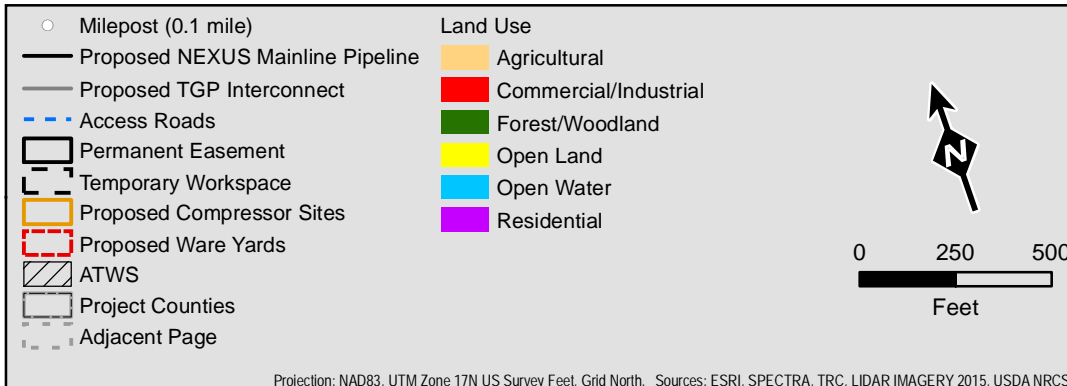 Milepost (0.1 mile)
Proposed NEXUS Mainline Pipeline
Proposed TGP Interconnect
Access Roads
Permanent Easement
Temporary Workspace
Proposed Compressor Sites
Proposed Ware Yards
ATWS
Project Counties
Adjacent Page
Land Use
Agricultural
Commercial/Industrial
Forest/Woodland
Open Land
Open Water
Residential
N
0 250 500
Feet
Projection: NAD83, UTM Zone 17N US Survey Feet, Grid North. Sources: ESRI, SPECTRA, TRC, LIDAR IMAGERY 2015, USDA NRCS